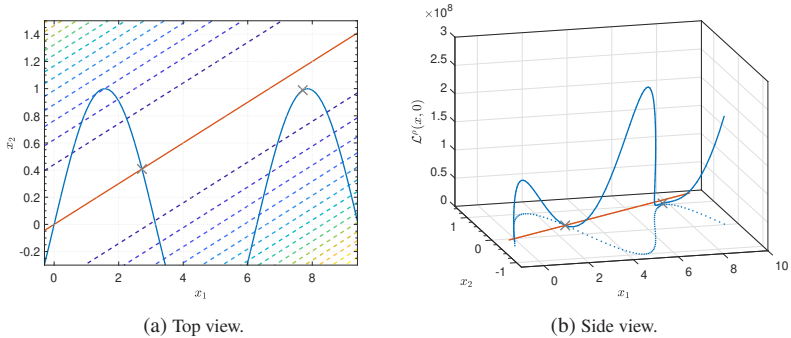 1.4
1.2
1
0.8
0.6
0.4
0.2
0
-0.2
x₂
0 2 4 6 8
x₁
(a) Top view.
×10⁸
3
2.5
2
1.5
1
0.5
0
ℒᵖ(x, 0)
1
0
-1
x₂
0 2 4 6 8 10
x₁
(b) Side view.